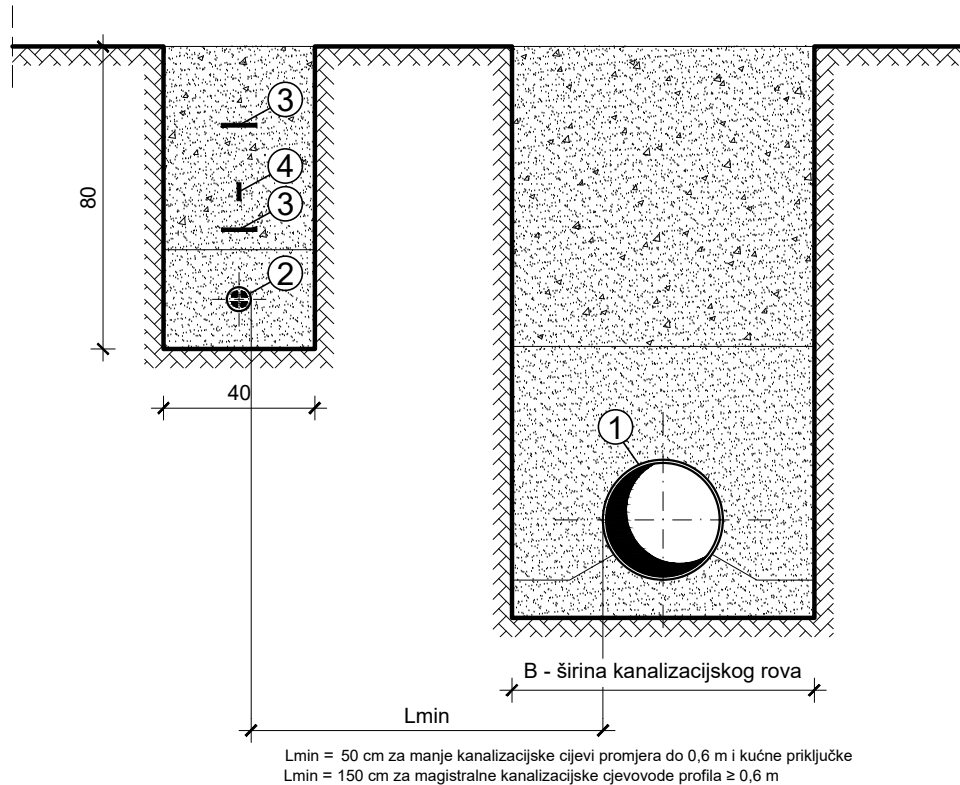 3
4
3
2
80
40
1
B - širina kanalizacijskog rova
Lmin
Lmin = 50 cm za manje kanalizacijske cijevi promjera do 0,6 m i kućne priključke
Lmin = 150 cm za magistralne kanalizacijske cjevovode profila ≥ 0,6 m